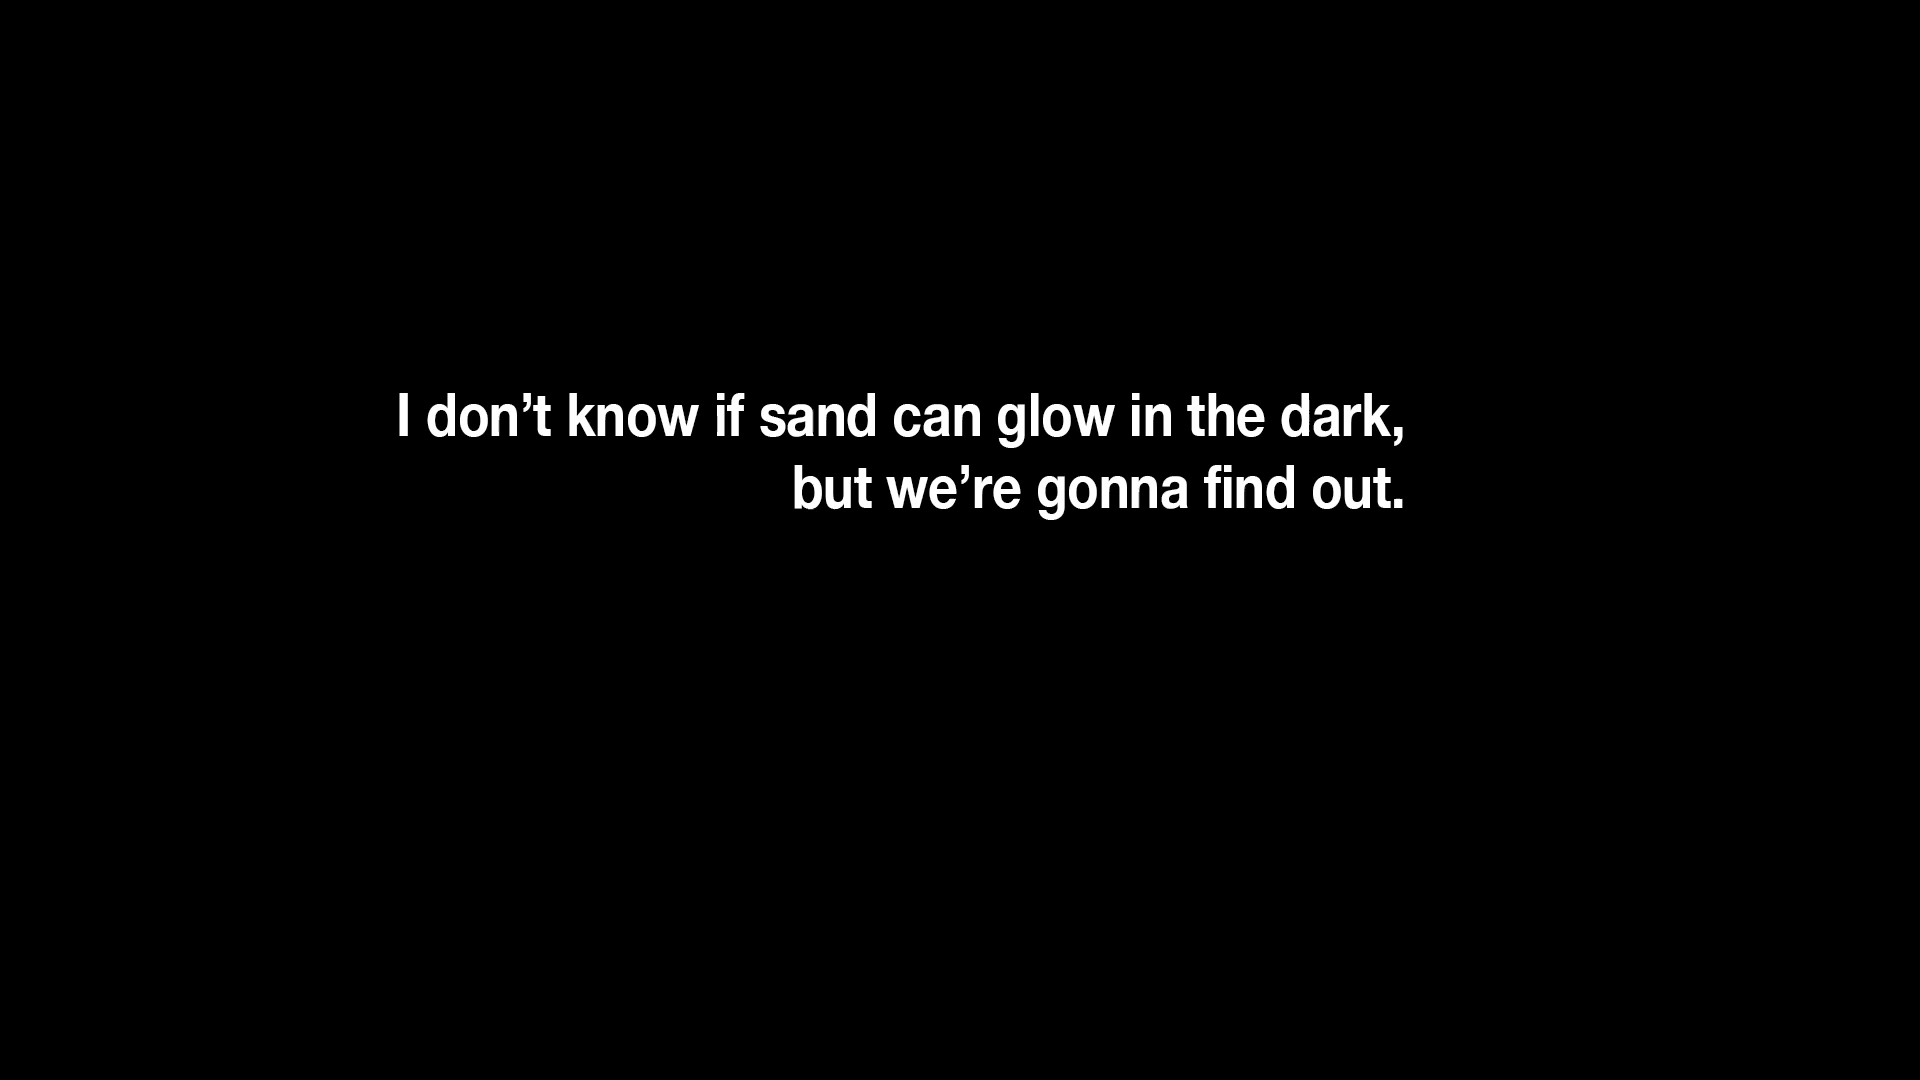 I don’t know if sand can glow in the dark,
but we’re gonna find out.